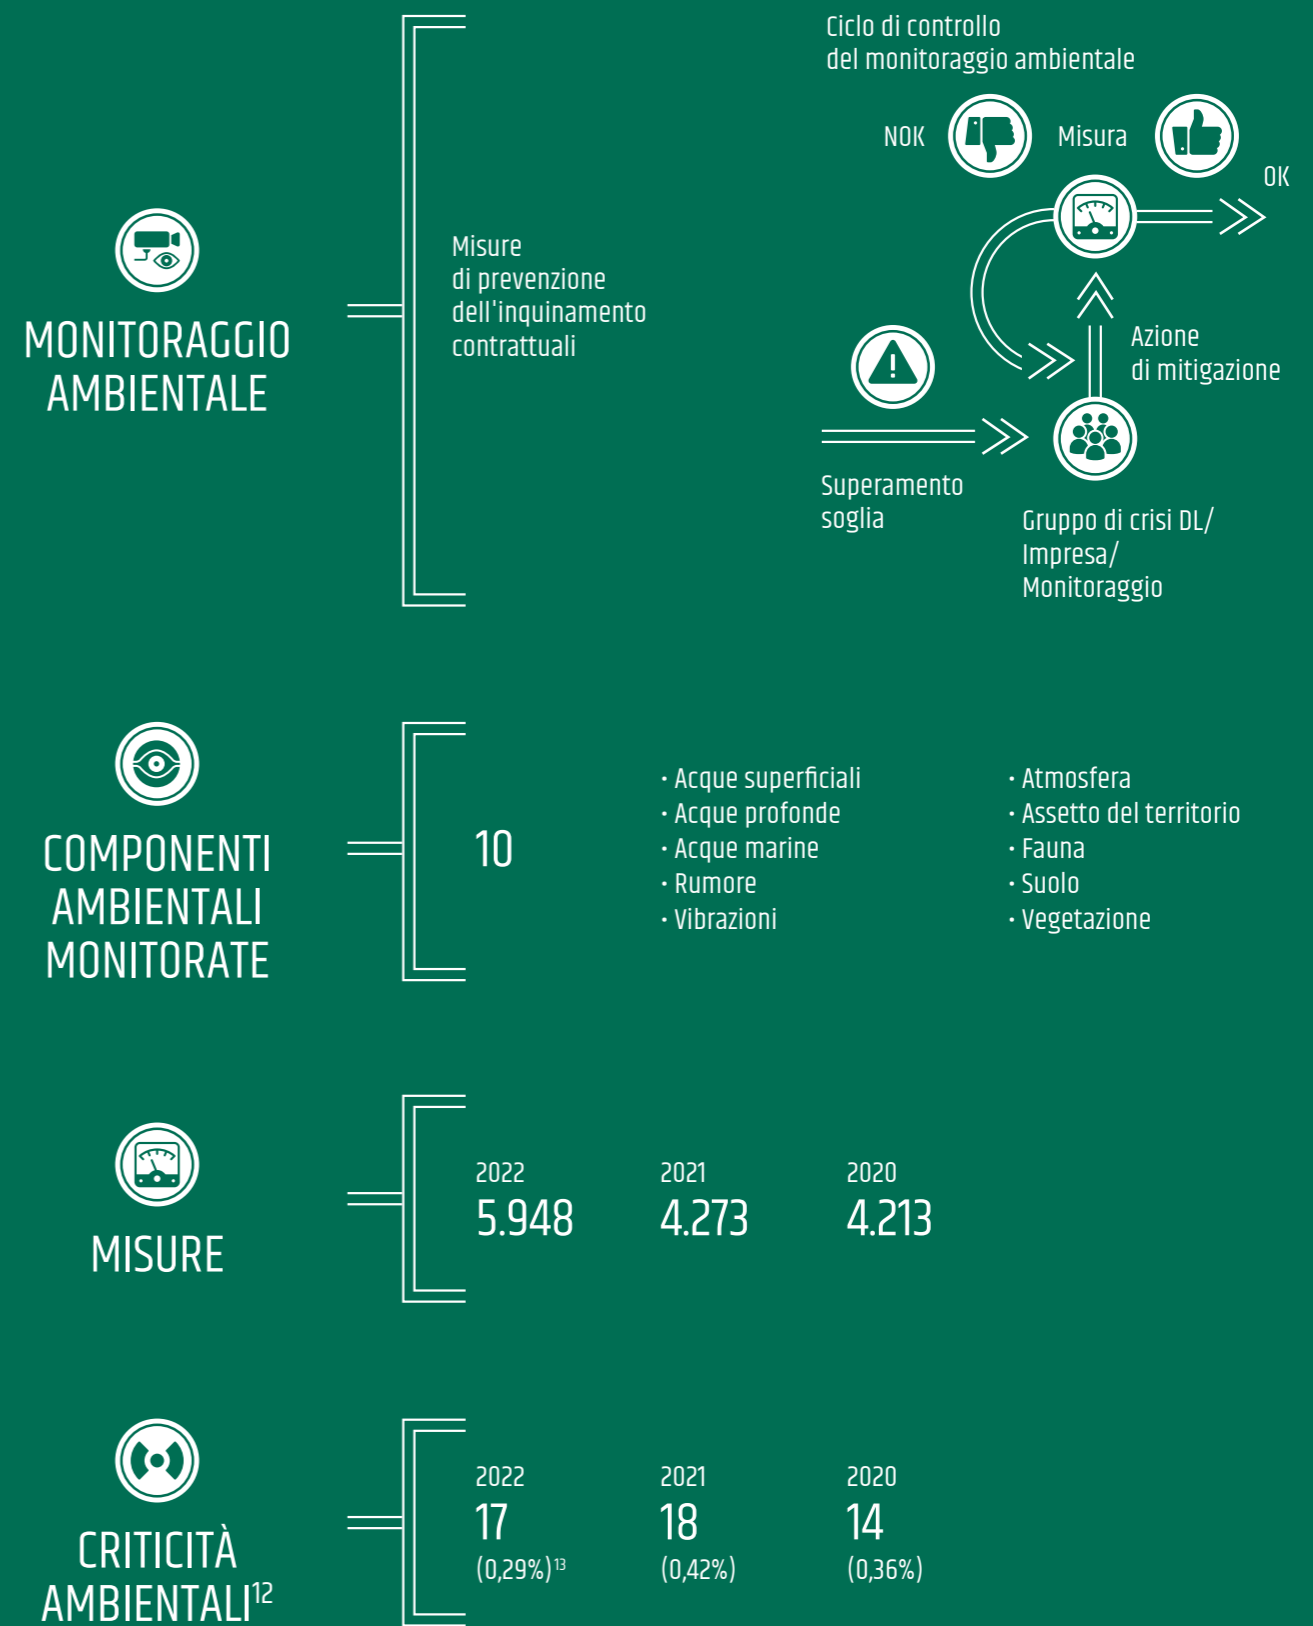 MONITORAGGIO
AMBIENTALE
Misure
di prevenzione
dell'inquinamento
contrattuali
Ciclo di controllo
del monitoraggio ambientale
NOK
Misura
OK
Azione
di mitigazione
Superamento
soglia
Gruppo di crisi DL/
Impresa/
Monitoraggio
COMPONENTI
AMBIENTALI
MONITORATE
10
· Acque superficiali
· Acque profonde
· Acque marine
· Rumore
· Vibrazioni
· Atmosfera
· Assetto del territorio
· Fauna
· Suolo
· Vegetazione
MISURE
2022
5.948
2021
4.273
2020
4.213
CRITICITÀ
AMBIENTALI¹²
2022
17
(0,29%)¹³
2021
18
(0,42%)
2020
14
(0,36%)